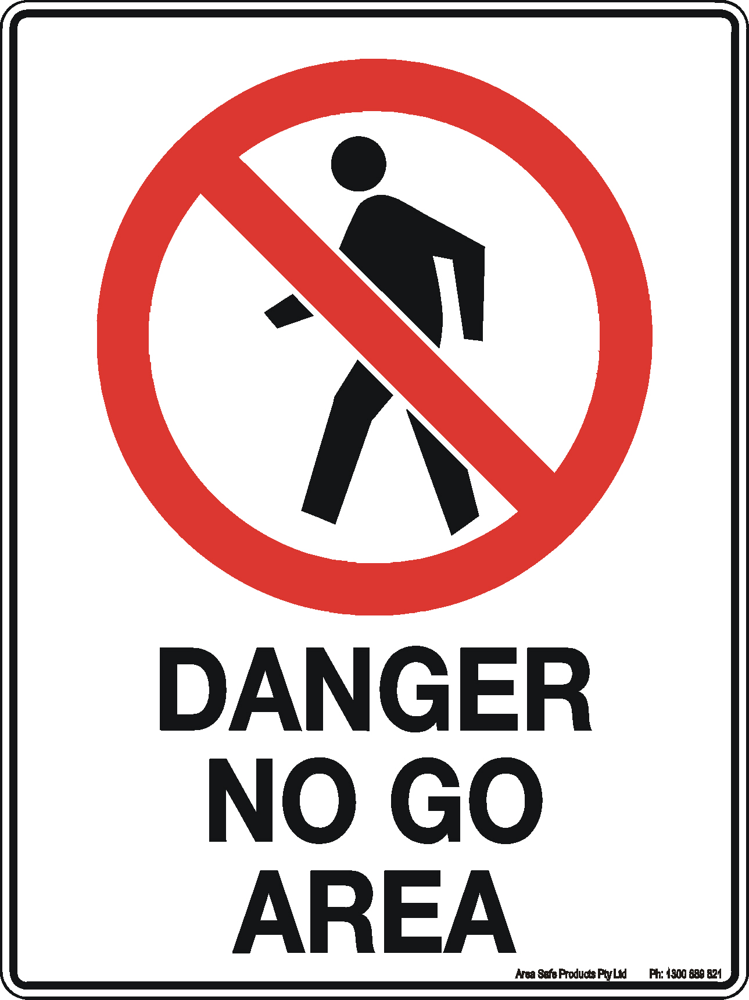 DANGER
NO GO
AREA
Area Safe Products Pty Ltd Ph: 1300 889 821